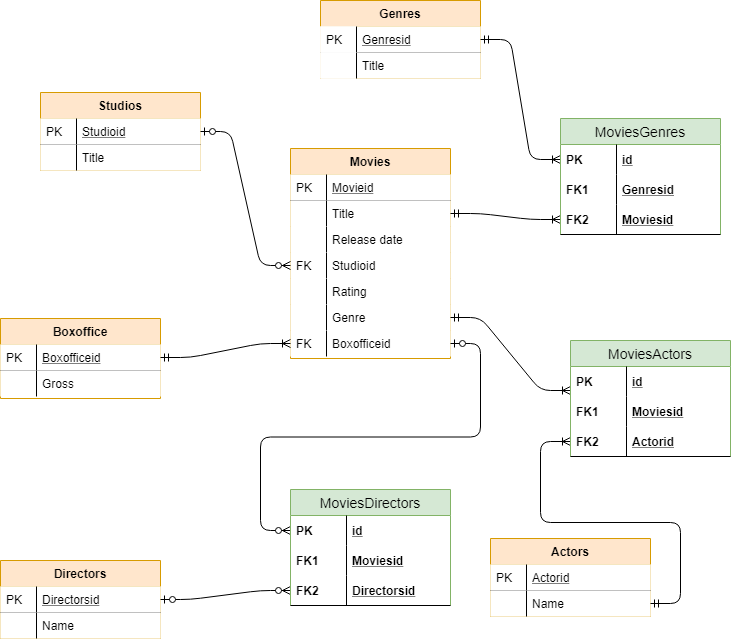 Genres
PK Genresid
Title
Studios
PK Studioid
Title
MoviesGenres
PK id
FK1 Genresid
FK2 Moviesid
Movies
PK Movieid
Title
Release date
FK Studioid
Rating
Genre
FK Boxofficeid
Boxoffice
PK Boxofficeid
Gross
MoviesActors
PK id
FK1 Moviesid
FK2 Actorid
MoviesDirectors
PK id
FK1 Moviesid
FK2 Directorsid
Actors
PK Actorid
Name
Directors
PK Directorsid
Name